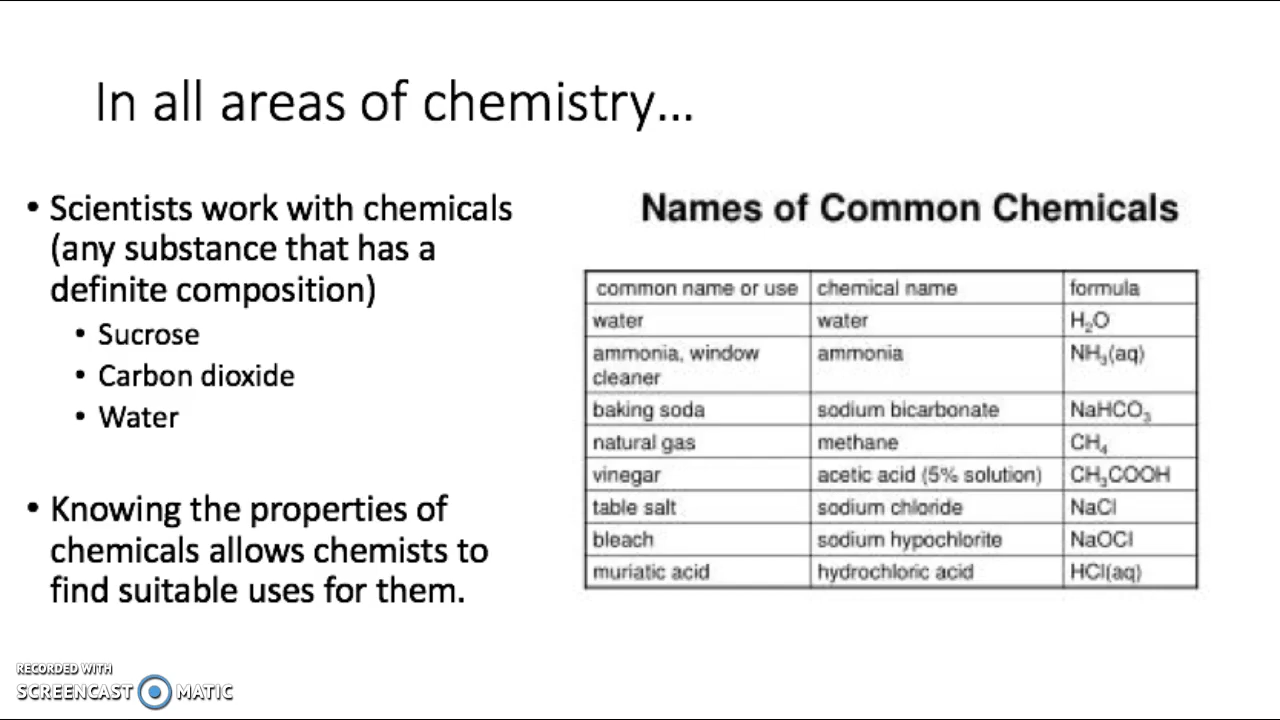 In all areas of chemistry...
• Scientists work with chemicals
(any substance that has a
definite composition)
• Sucrose
• Carbon dioxide
• Water
• Knowing the properties of
chemicals allows chemists to
find suitable uses for them.
Names of Common Chemicals
common name or use chemical name formula
water water H₂O
ammonia, window ammonia NH₃(aq)
cleaner
baking soda sodium bicarbonate NaHCO₃
natural gas methane CH₄
vinegar acetic acid (5% solution) CH₃COOH
table salt sodium chloride NaCl
bleach sodium hypochlorite NaOCl
muriatic acid hydrochloric acid HCl(aq)
RECORDED WITH
SCREENCAST MATIC